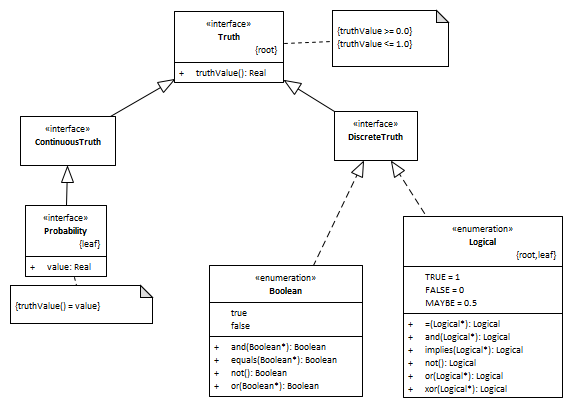 «interface»
Truth
{root}
+ truthValue(): Real
{truthValue >= 0.0}
{truthValue <= 1.0}
«interface»
ContinuousTruth
«interface»
DiscreteTruth
«interface»
Probability
{leaf}
+ value: Real
{truthValue() = value}
«enumeration»
Boolean
true
false
+ and(Boolean*): Boolean
+ equals(Boolean*): Boolean
+ not(): Boolean
+ or(Boolean*): Boolean
«enumeration»
Logical
{root,leaf}
TRUE = 1
FALSE = 0
MAYBE = 0.5
+ =(Logical*): Logical
+ and(Logical*): Logical
+ implies(Logical*): Logical
+ not(): Logical
+ or(Logical*): Logical
+ xor(Logical*): Logical